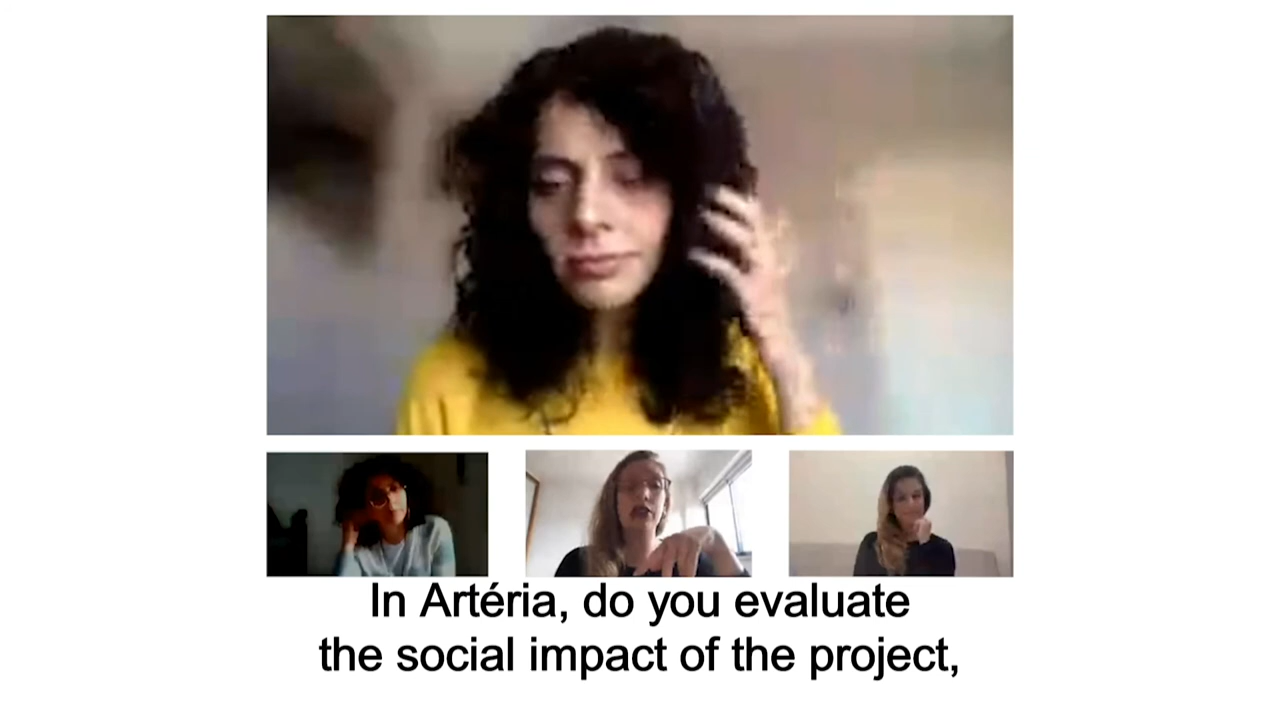 In Artéria, do you evaluate
the social impact of the project,